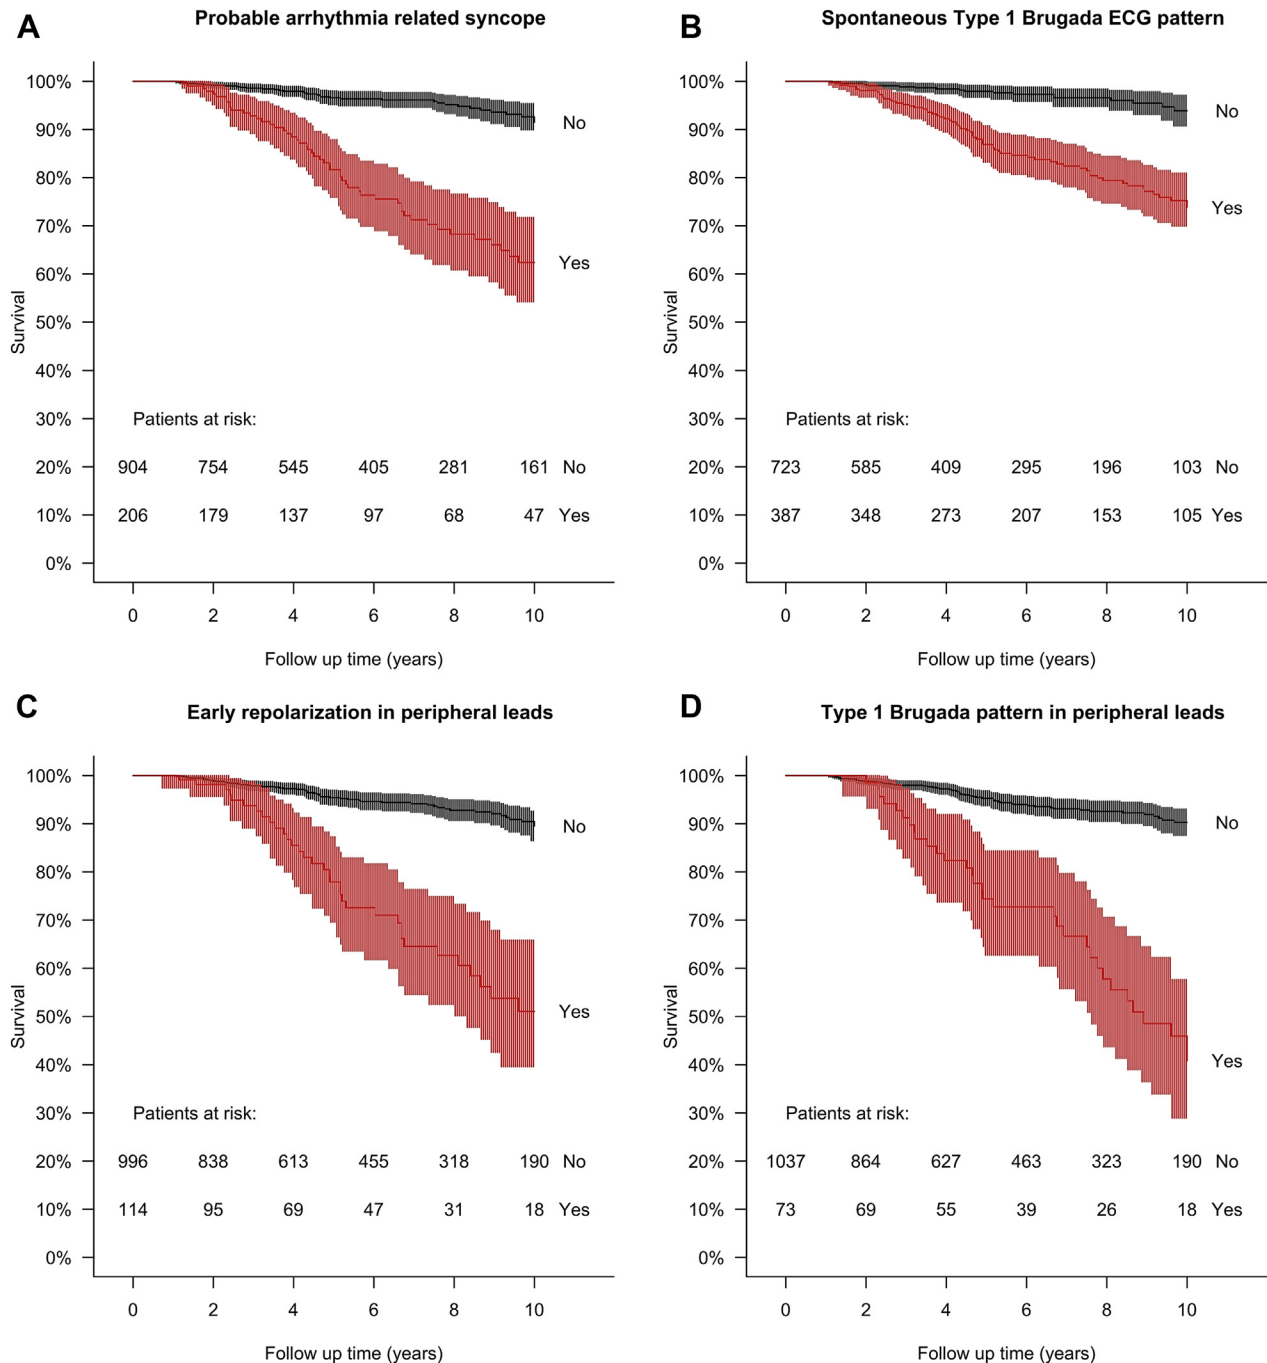 A Probable arrhythmia related syncope
100%
90%
80%
70%
60%
50%
40%
30%
20%
10%
0%
Survival
No
Yes
Patients at risk:
904 754 545 405 281 161 No
206 179 137 97 68 47 Yes
0 2 4 6 8 10
Follow up time (years)
B Spontaneous Type 1 Brugada ECG pattern
100%
90%
80%
70%
60%
50%
40%
30%
20%
10%
0%
Survival
No
Yes
Patients at risk:
723 585 409 295 196 103 No
387 348 273 207 153 105 Yes
0 2 4 6 8 10
Follow up time (years)
C Early repolarization in peripheral leads
100%
90%
80%
70%
60%
50%
40%
30%
20%
10%
0%
Survival
No
Yes
Patients at risk:
996 838 613 455 318 190 No
114 95 69 47 31 18 Yes
0 2 4 6 8 10
Follow up time (years)
D Type 1 Brugada pattern in peripheral leads
100%
90%
80%
70%
60%
50%
40%
30%
20%
10%
0%
Survival
No
Yes
Patients at risk:
1037 864 627 463 323 190 No
73 69 55 39 26 18 Yes
0 2 4 6 8 10
Follow up time (years)